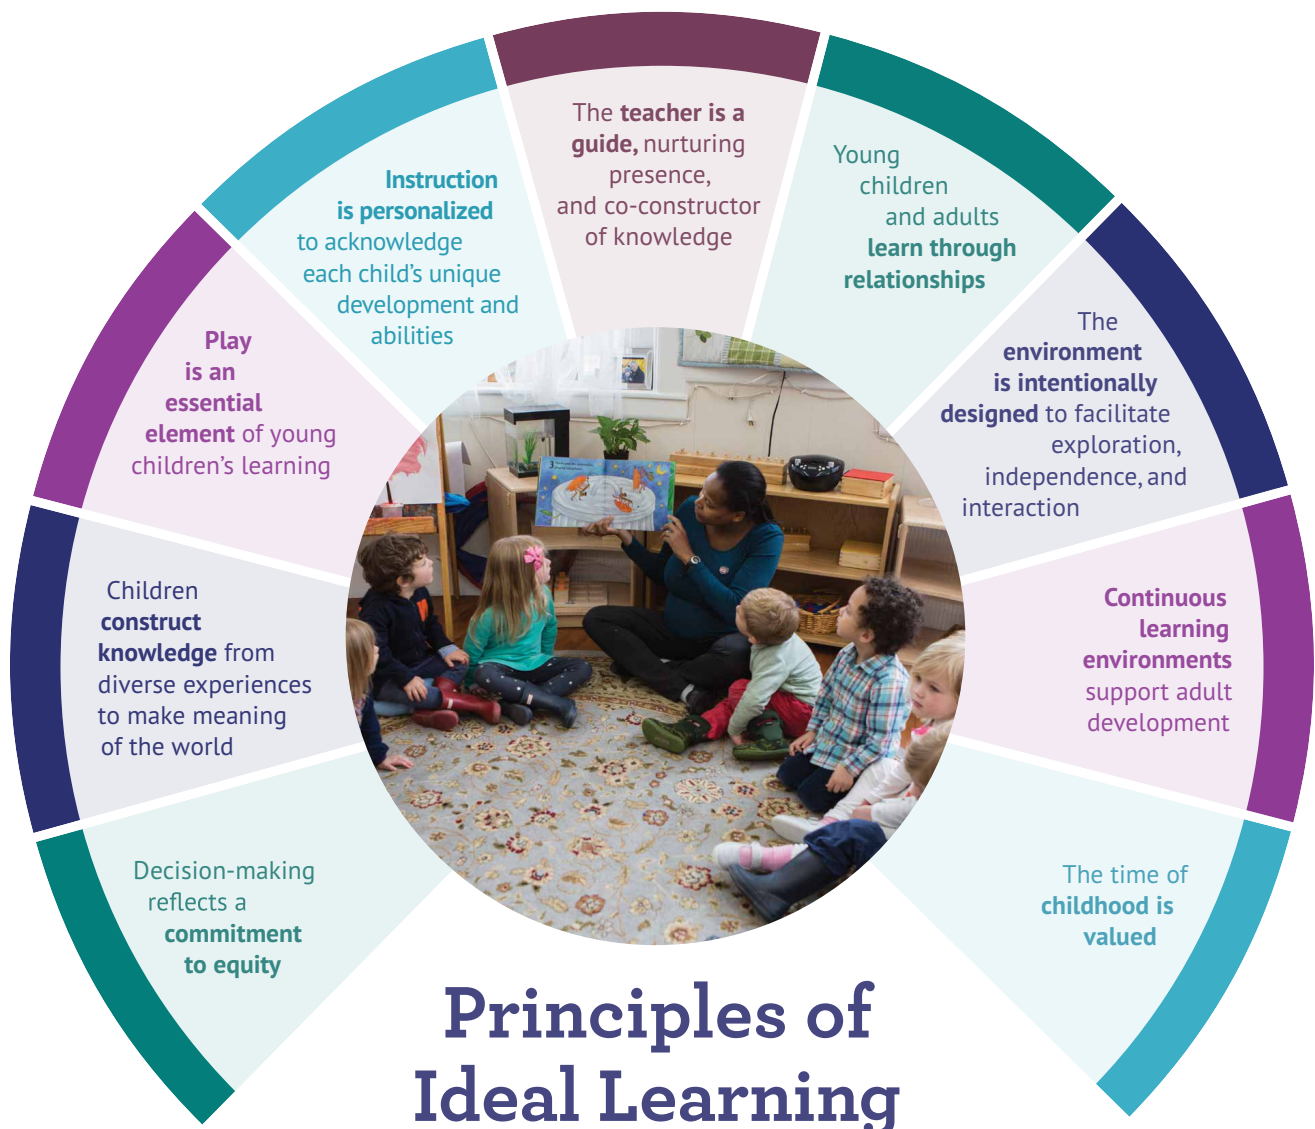 Decision-making
reflects a
commitment
to equity
Children
construct
knowledge from
diverse experiences
to make meaning
of the world
Play
is an
essential
element of young
children’s learning
Instruction
is personalized
to acknowledge
each child’s unique
development and
abilities
The teacher is a
guide, nurturing
presence,
and co-constructor
of knowledge
Young
children
and adults
learn through
relationships
The
environment
is intentionally
designed to facilitate
exploration,
independence, and
interaction
Continuous
learning
environments
support adult
development
The time of
childhood is
valued
3
Principles of
Ideal Learning